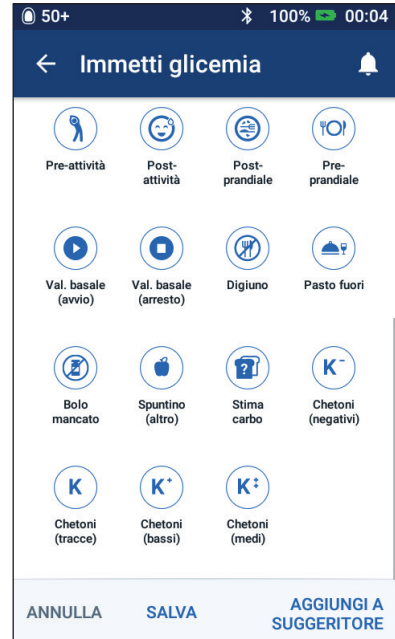 50+ 100% 00:04
Immetti glicemia
Pre-attività Post- Post- Pre-
attività prandiale prandiale
Val. basale Val. basale Digiuno Pasto fuori
(avvio) (arresto)
?
K⁻
Bolo Spuntino Stima Chetoni
mancato (altro) carbo (negativi)
K K⁺ K⁺₊
Chetoni Chetoni Chetoni
(tracce) (bassi) (medi)
ANNULLA SALVA AGGIUNGI A
SUGGERITORE